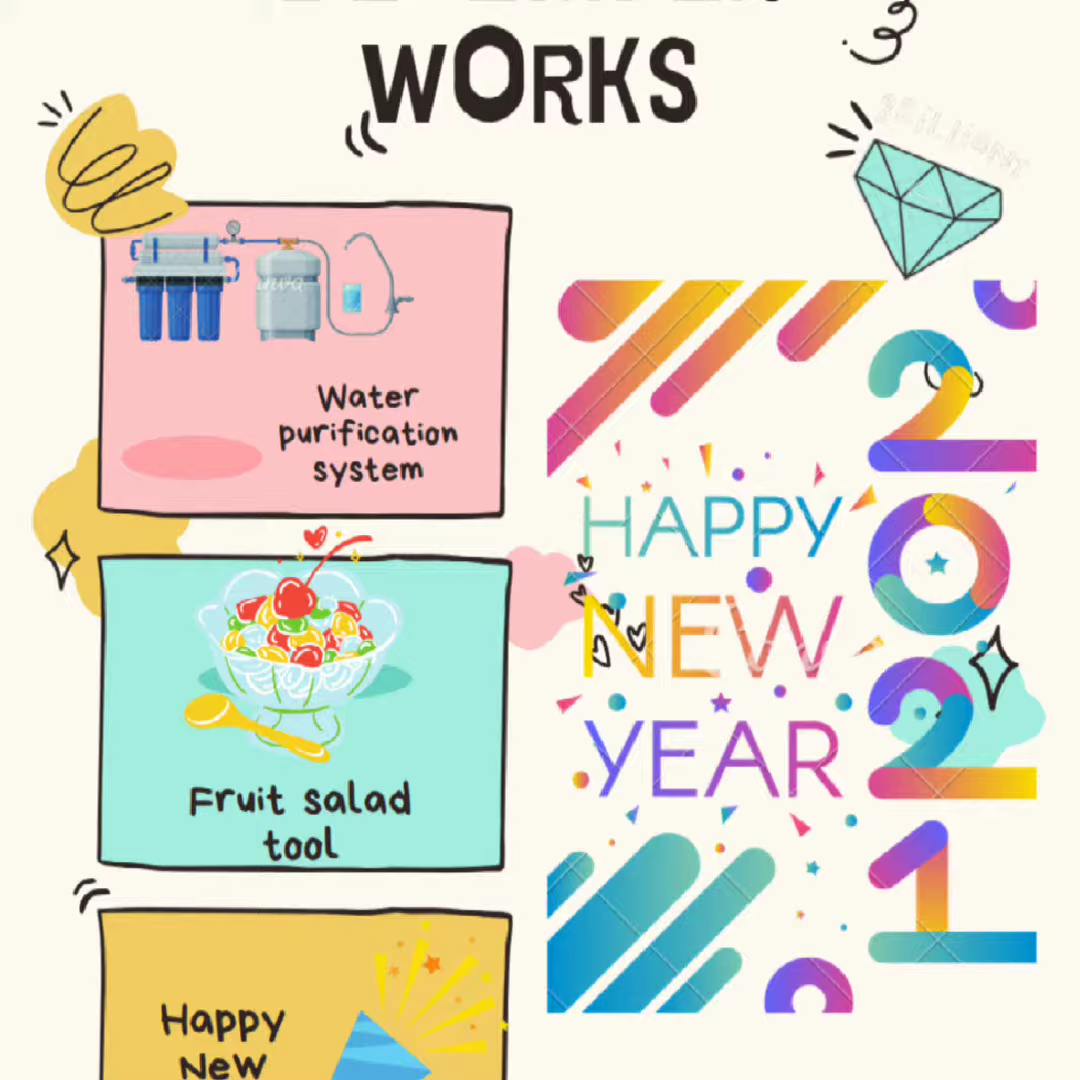 WORKS
Water
purification
system
Fruit salad
tool
Happy
New
HAPPY
NEW
YEAR
2021